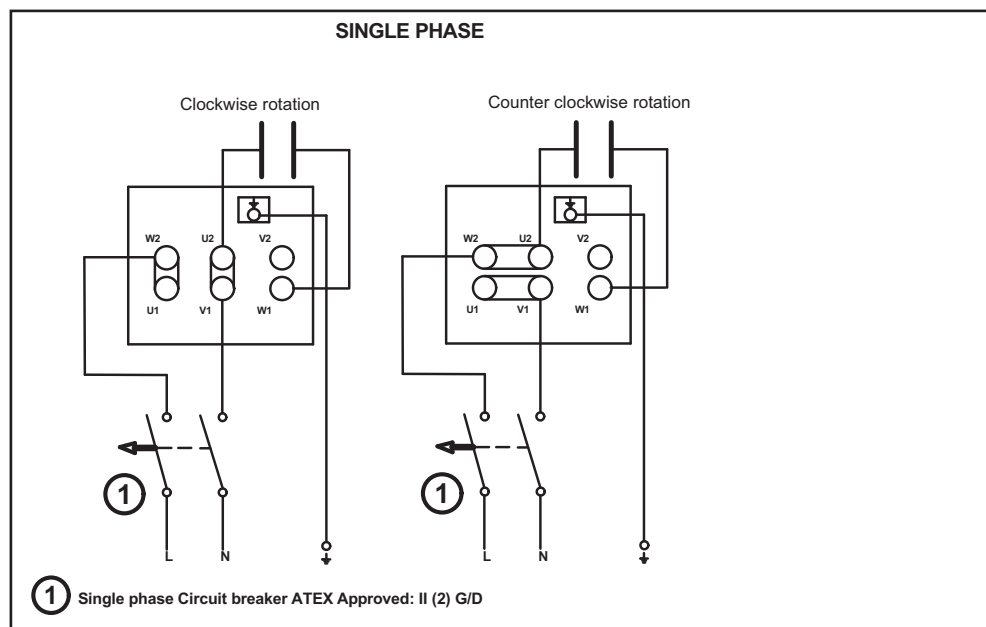 SINGLE PHASE
Clockwise rotation
W2 U2 V2
U1 V1 W1
1
L N
Counter clockwise rotation
W2 U2 V2
U1 V1 W1
1
L N
1 Single phase Circuit breaker ATEX Approved: II (2) G/D